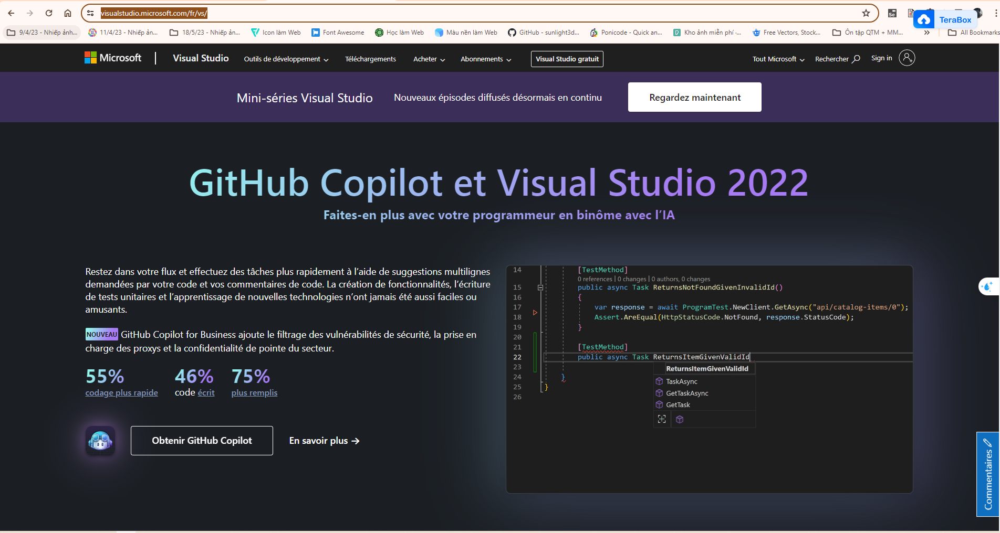 visualstudio.microsoft.com/fr/vs/
Se
TeraBox
9/4/23 - Nhiếp ảnh...
11/4/23 - Nhiếp ản...
18/5/23 - Nhiếp ản...
Icon làm Web
Font Awesome
Học làm Web
Màu nền làm Web
GitHub - sunlight3d...
Ponicode - Quick an...
Kho ảnh miễn phí -...
Free Vectors, Stock...
Ôn tập QTM + MM...
All Bookmarks
Microsoft
Visual Studio
Outils de développement
Téléchargements
Acheter
Abonnements
Visual Studio gratuit
Tout Microsoft
Rechercher
Sign in
Mini-séries Visual Studio
Nouveaux épisodes diffusés désormais en continu
Regardez maintenant
GitHub Copilot et Visual Studio 2022
Faites-en plus avec votre programmeur en binôme avec l’IA
Restez dans votre flux et effectuez des tâches plus rapidement à l’aide de suggestions multilignes
demandées par votre code et vos commentaires de code. La création de fonctionnalités, l’écriture
de tests unitaires et l’apprentissage de nouvelles technologies n’ont jamais été aussi faciles ou
amusants.
NOUVEAU GitHub Copilot for Business ajoute le filtrage des vulnérabilités de sécurité, la prise en
charge des proxys et la confidentialité de pointe du secteur.
55%
codage plus rapide
46%
code écrit
75%
plus remplis
Obtenir GitHub Copilot
En savoir plus →
14 [TestMethod]
0 references | 0 changes | 0 authors, 0 changes
15 public async Task ReturnsNotFoundGivenInvalidId()
16 {
17 var response = await ProgramTest.NewClient.GetAsync("api/catalog-items/0");
18 Assert.AreEqual(HttpStatusCode.NotFound, response.StatusCode);
19 }
20
21 [TestMethod]
22 public async Task ReturnsItemGivenValidId
23
24 }
25 }
26
ReturnsItemGivenValidId
TaskAsync
GetTaskAsync
GetTask
Commentaires